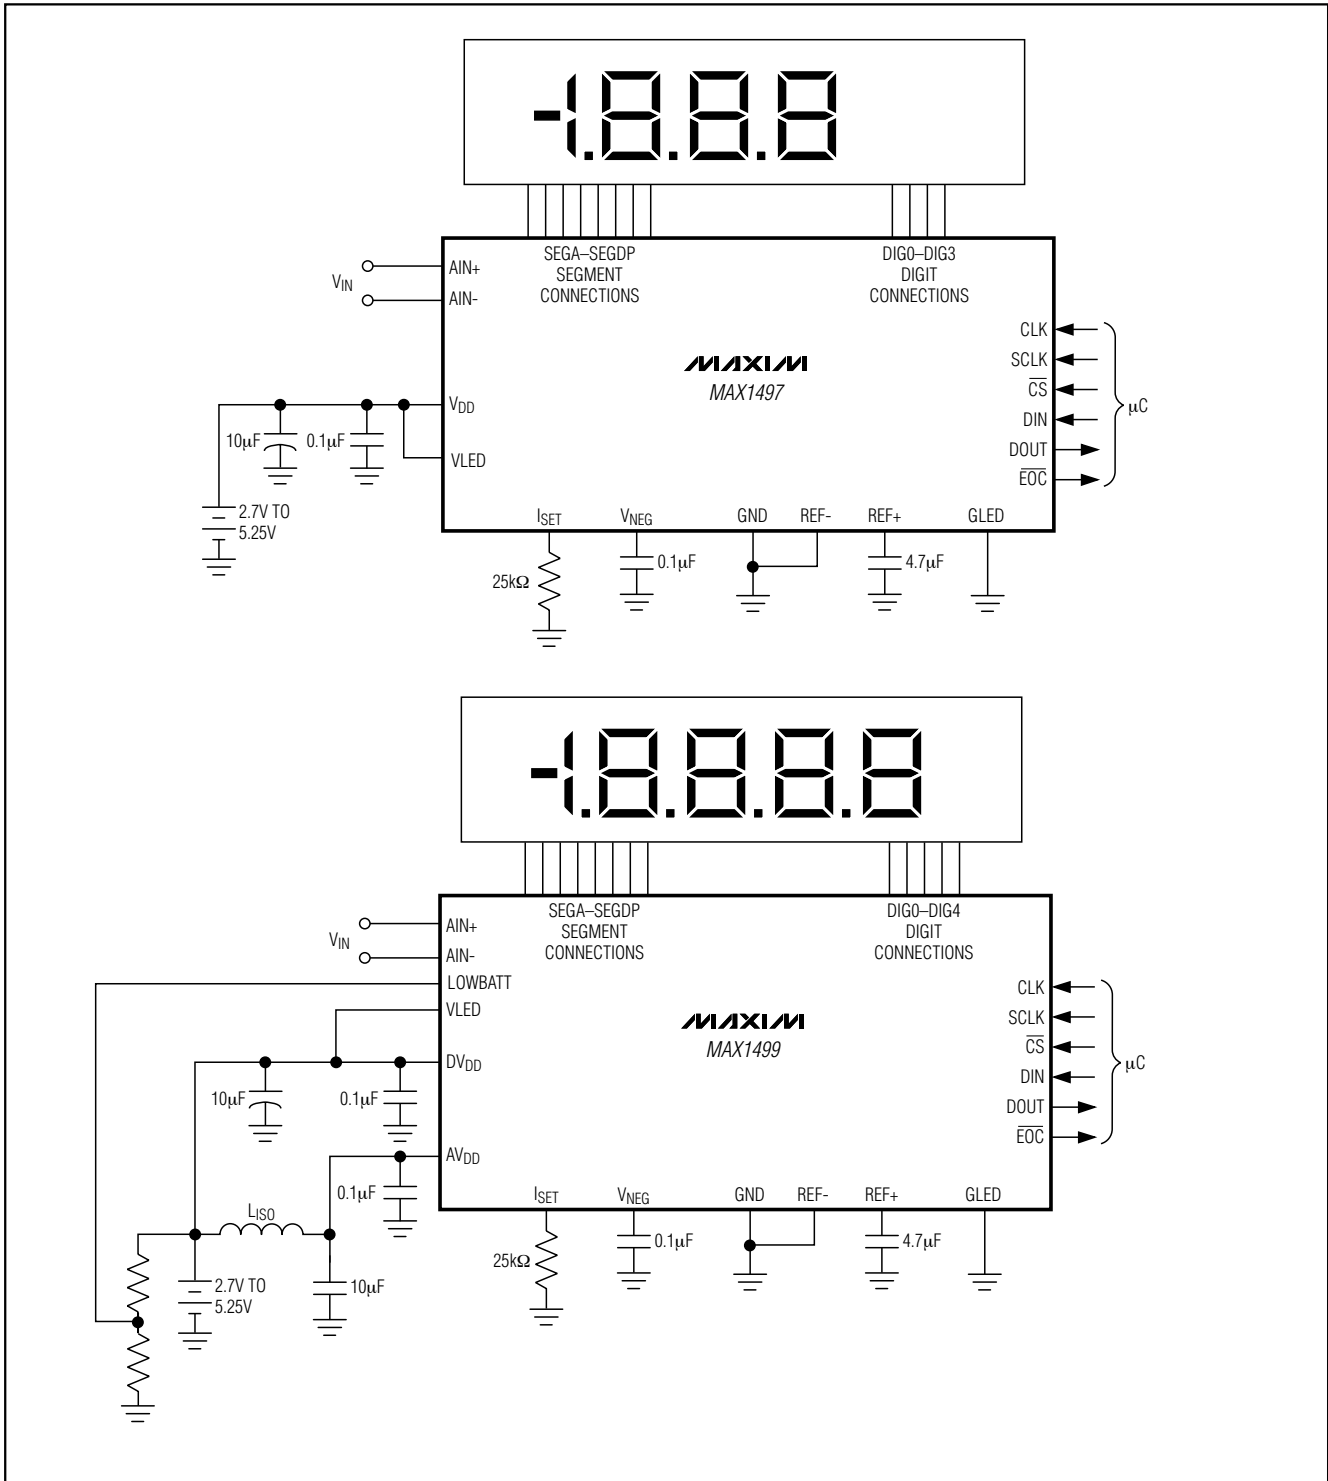 -1.8.8.8
SEGA–SEGDP
SEGMENT
CONNECTIONS
DIG0–DIG3
DIGIT
CONNECTIONS
VIN
AIN+
AIN-
MAXIM
MAX1497
CLK
SCLK
CS
DIN
DOUT
EOC
μC
VDD
10μF
0.1μF
VLED
2.7V TO
5.25V
ISET
VNEG
GND
REF-
REF+
GLED
25kΩ
0.1μF
4.7μF
-1.8.8.8.8
SEGA–SEGDP
SEGMENT
CONNECTIONS
DIG0–DIG4
DIGIT
CONNECTIONS
VIN
AIN+
AIN-
LOWBATT
VLED
MAXIM
MAX1499
CLK
SCLK
CS
DIN
DOUT
EOC
μC
DVDD
10μF
0.1μF
AVDD
0.1μF
LISO
10μF
2.7V TO
5.25V
ISET
VNEG
GND
REF-
REF+
GLED
25kΩ
0.1μF
4.7μF